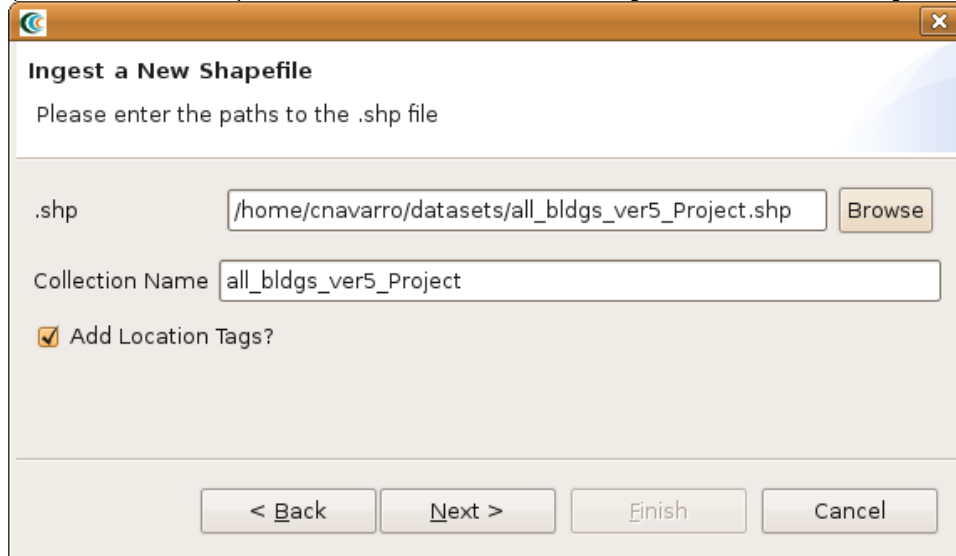 Ingest a New Shapefile
Please enter the paths to the .shp file
.shp /home/cnavarro/datasets/all_bldgs_ver5_Project.shp Browse
Collection Name all_bldgs_ver5_Project
Add Location Tags?
< Back Next > Finish Cancel